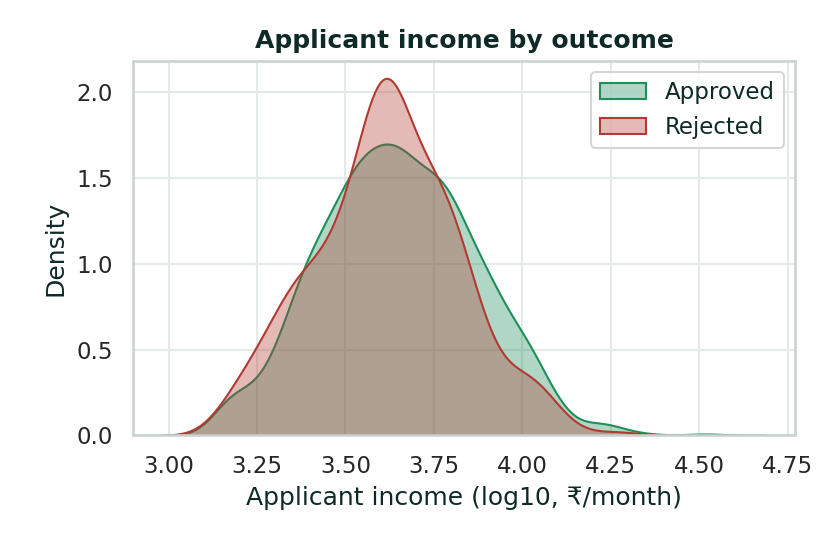 Applicant income by outcome
Approved
Rejected
Density
2.0
1.5
1.0
0.5
0.0
3.00 3.25 3.50 3.75 4.00 4.25 4.50 4.75
Applicant income (log10, ₹/month)